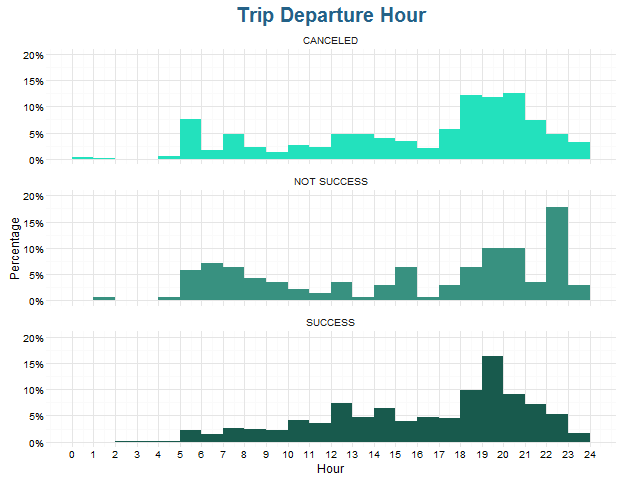 Trip Departure Hour
CANCELED
20%
15%
10%
5%
0%
NOT SUCCESS
20%
15%
10%
5%
0%
Percentage
SUCCESS
20%
15%
10%
5%
0%
0 1 2 3 4 5 6 7 8 9 10 11 12 13 14 15 16 17 18 19 20 21 22 23 24
Hour